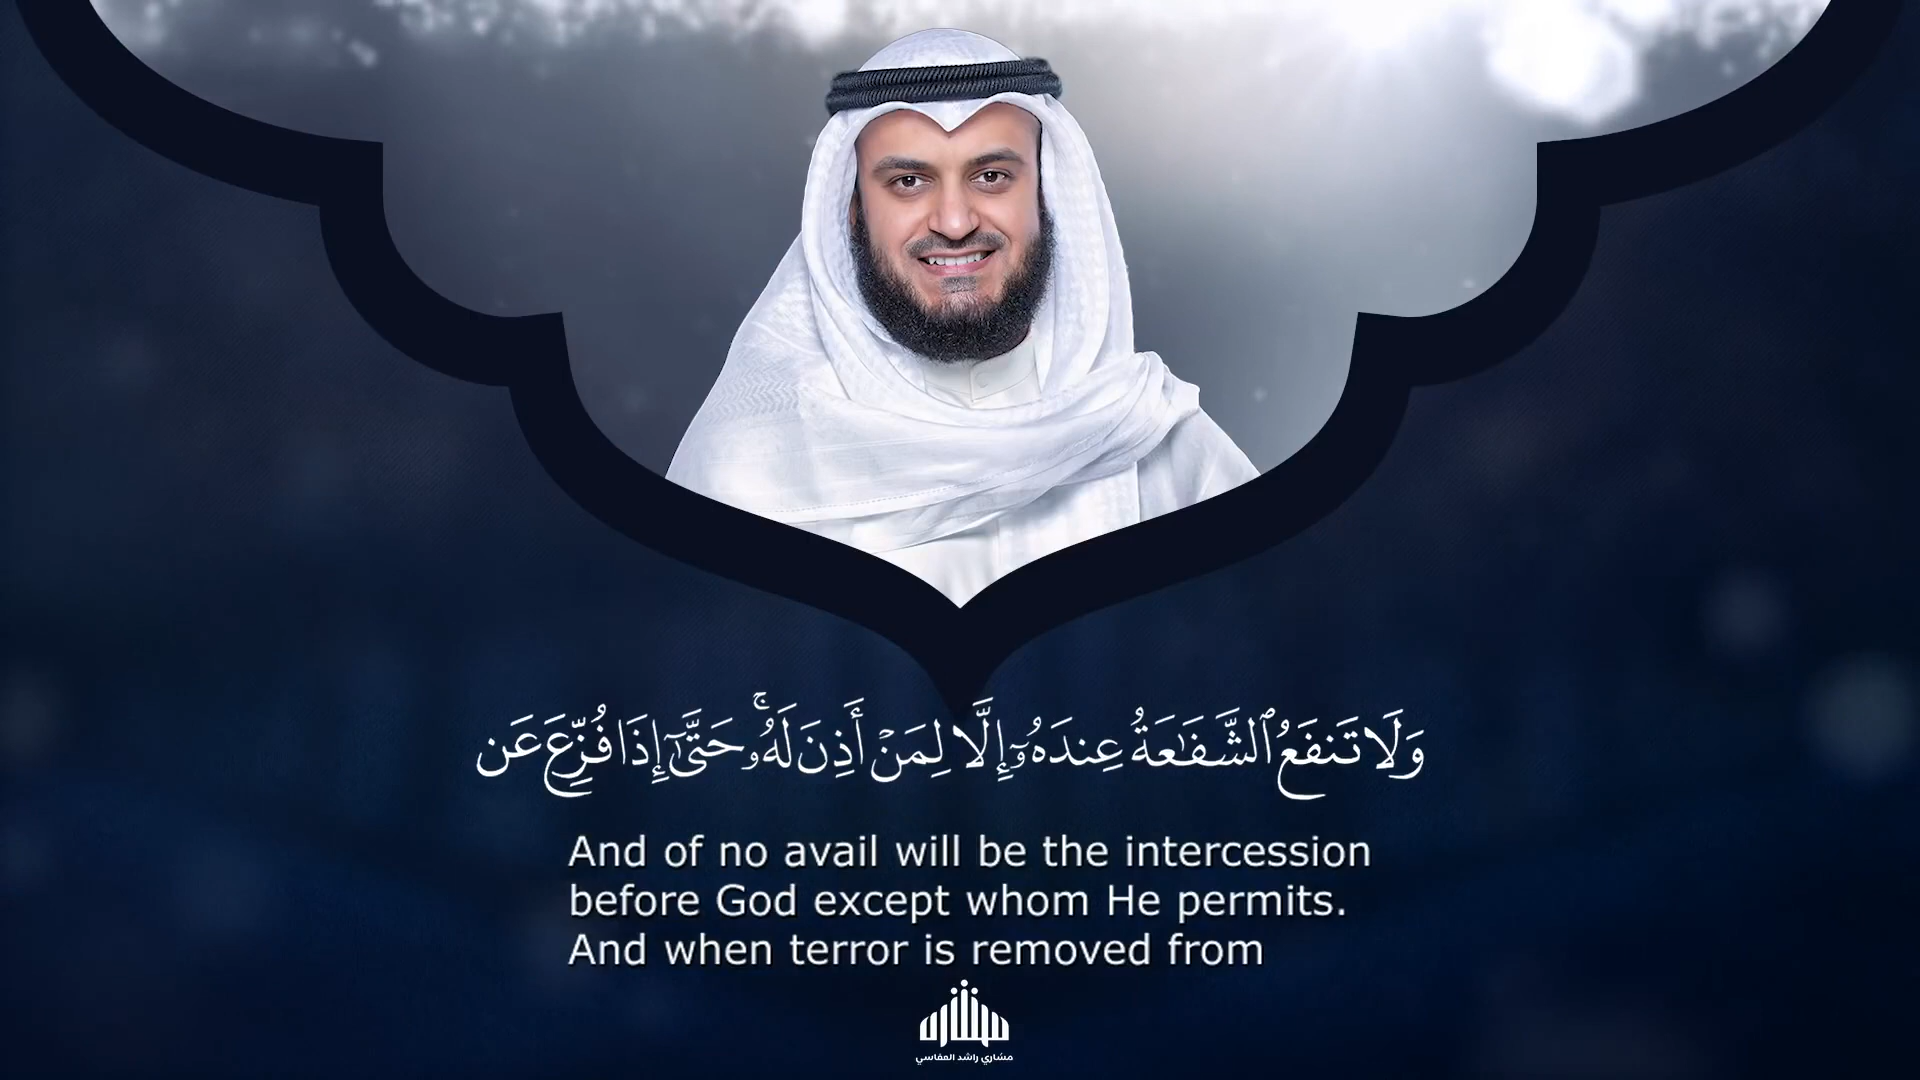 وَلَا تَنفَعُ ٱلشَّفَـٰعَةُ عِندَهُۥٓ إِلَّا لِمَنْ أَذِنَ لَهُۥ ۚ حَتَّىٰٓ إِذَا فُزِّعَ عَن
And of no avail will be the intercession
before God except whom He permits.
And when terror is removed from
مشاري
مشاري راشد العفاسي